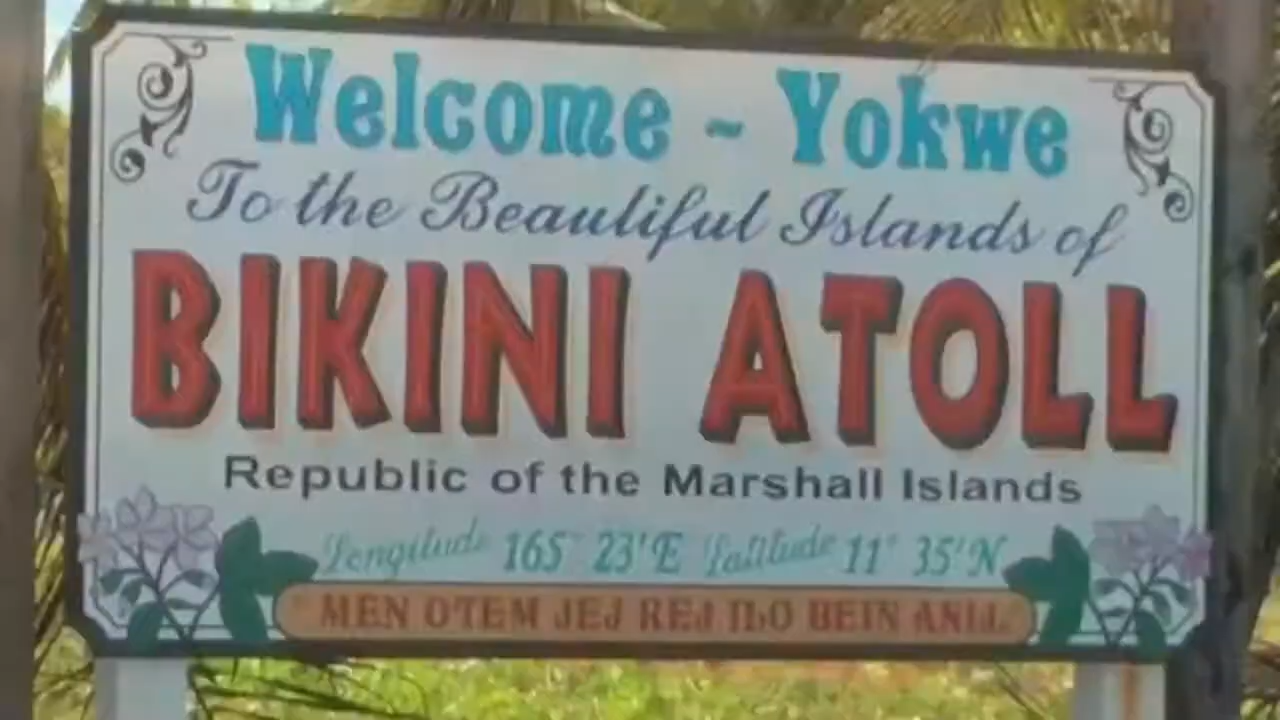 Welcome ~ Yokwe
To the Beautiful Islands of
BIKINI ATOLL
Republic of the Marshall Islands
Longitude 165° 23'E Latitude 11° 35'N
MEN OTEM JEJ REJ ILO BEIN ANIJ.